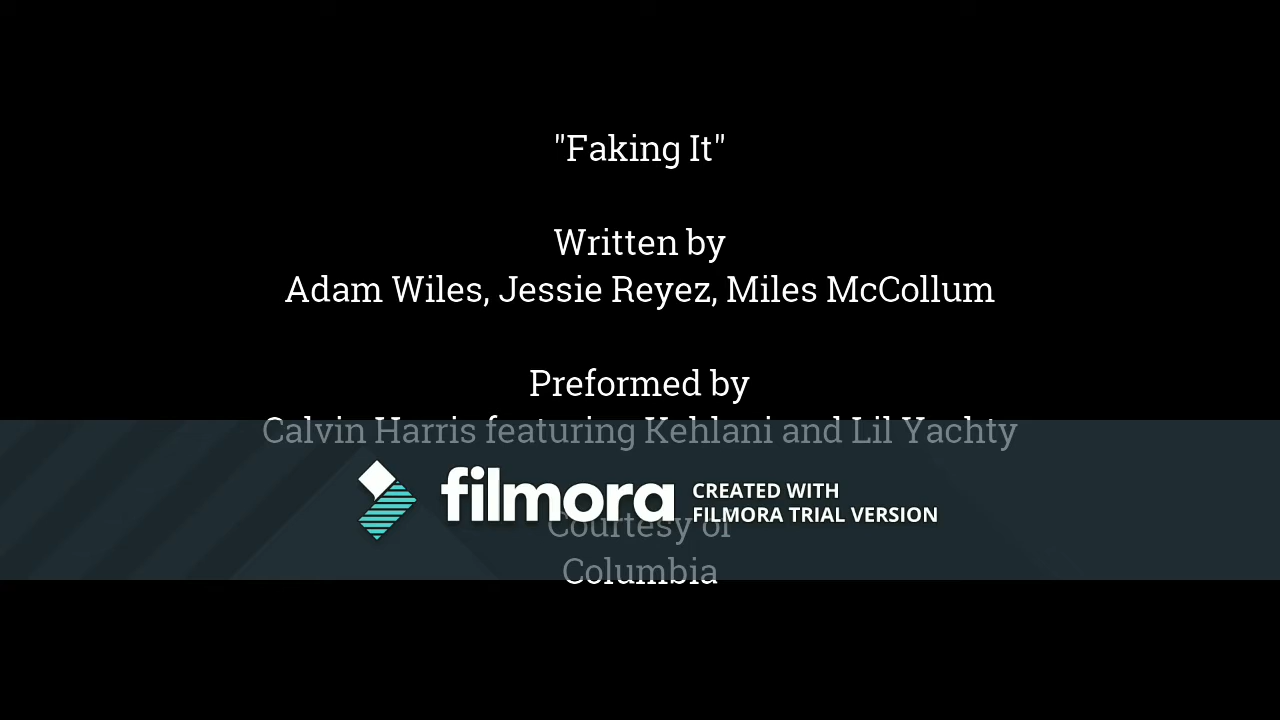 "Faking It"
Written by
Adam Wiles, Jessie Reyez, Miles McCollum
Preformed by
Calvin Harris featuring Kehlani and Lil Yachty
filmora
CREATED WITH
FILMORA TRIAL VERSION
Courtesy of
Columbia